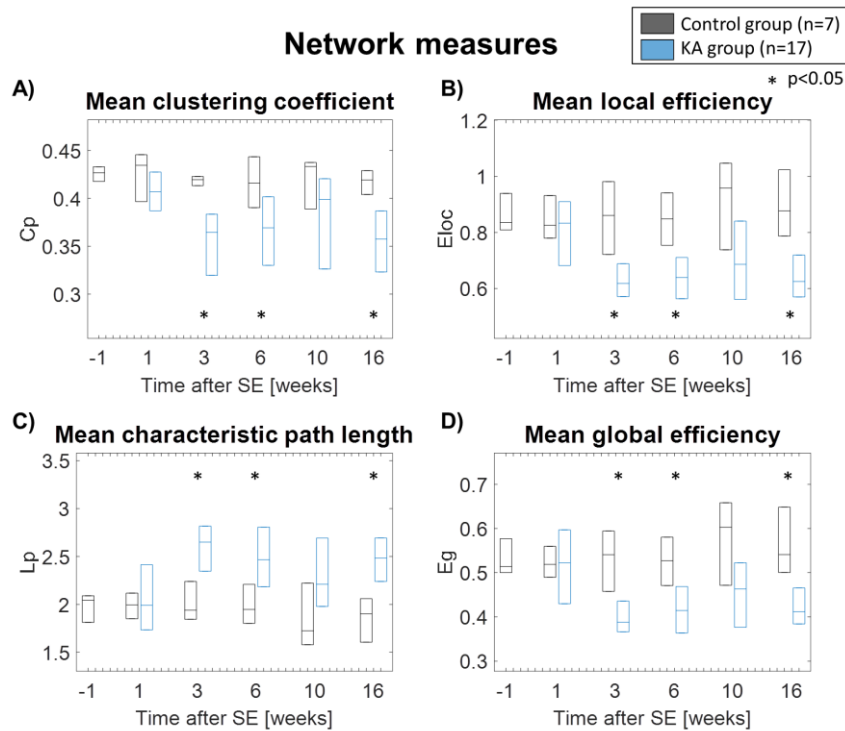 Control group (n=7)
KA group (n=17)
* p<0.05
Network measures
A)
Mean clustering coefficient
0.45
0.4
0.35
0.3
Cp
* * *
-1 1 3 6 10 16
Time after SE [weeks]
B)
Mean local efficiency
1.2
1
0.8
0.6
Eloc
* * *
-1 1 3 6 10 16
Time after SE [weeks]
C)
Mean characteristic path length
3.5
3
2.5
2
1.5
Lp
* * *
-1 1 3 6 10 16
Time after SE [weeks]
D)
Mean global efficiency
0.7
0.6
0.5
0.4
0.3
Eg
* * *
-1 1 3 6 10 16
Time after SE [weeks]